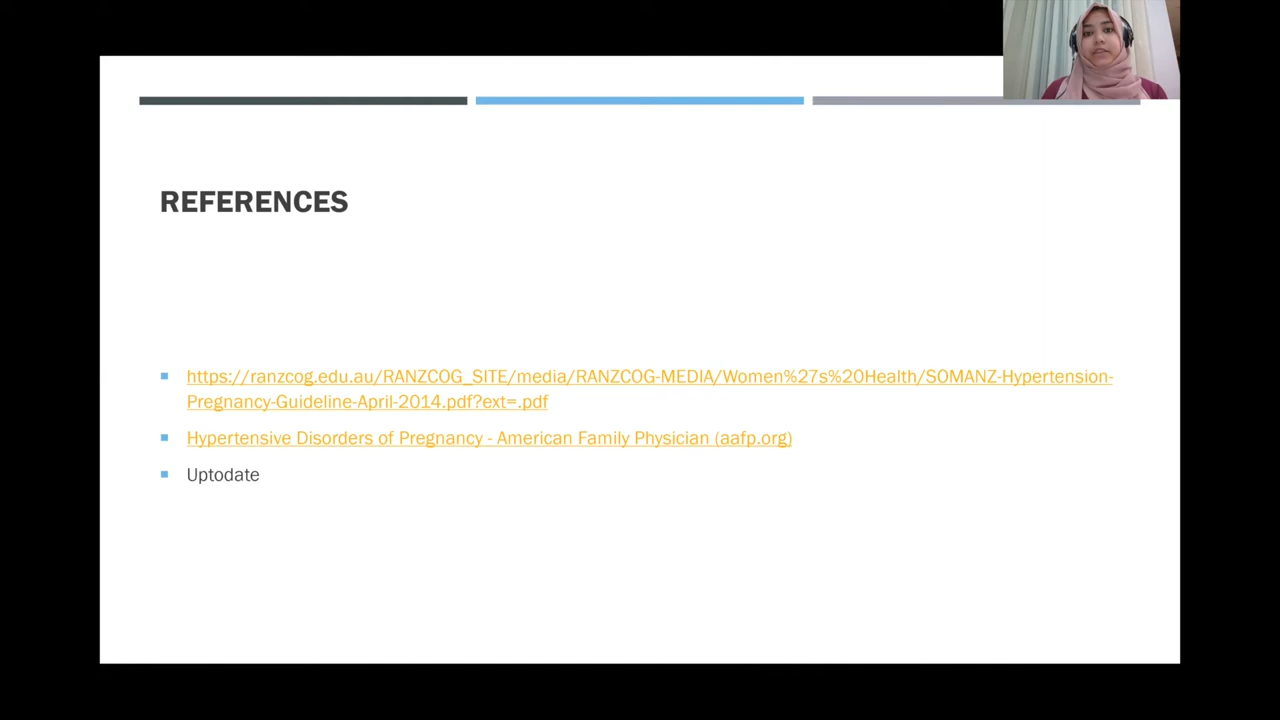 REFERENCES
https://ranzcog.edu.au/RANZCOG_SITE/media/RANZCOG-MEDIA/Women%27s%20Health/SOMANZ-Hypertension-
Pregnancy-Guideline-April-2014.pdf?ext=.pdf
Hypertensive Disorders of Pregnancy - American Family Physician (aafp.org)
Uptodate